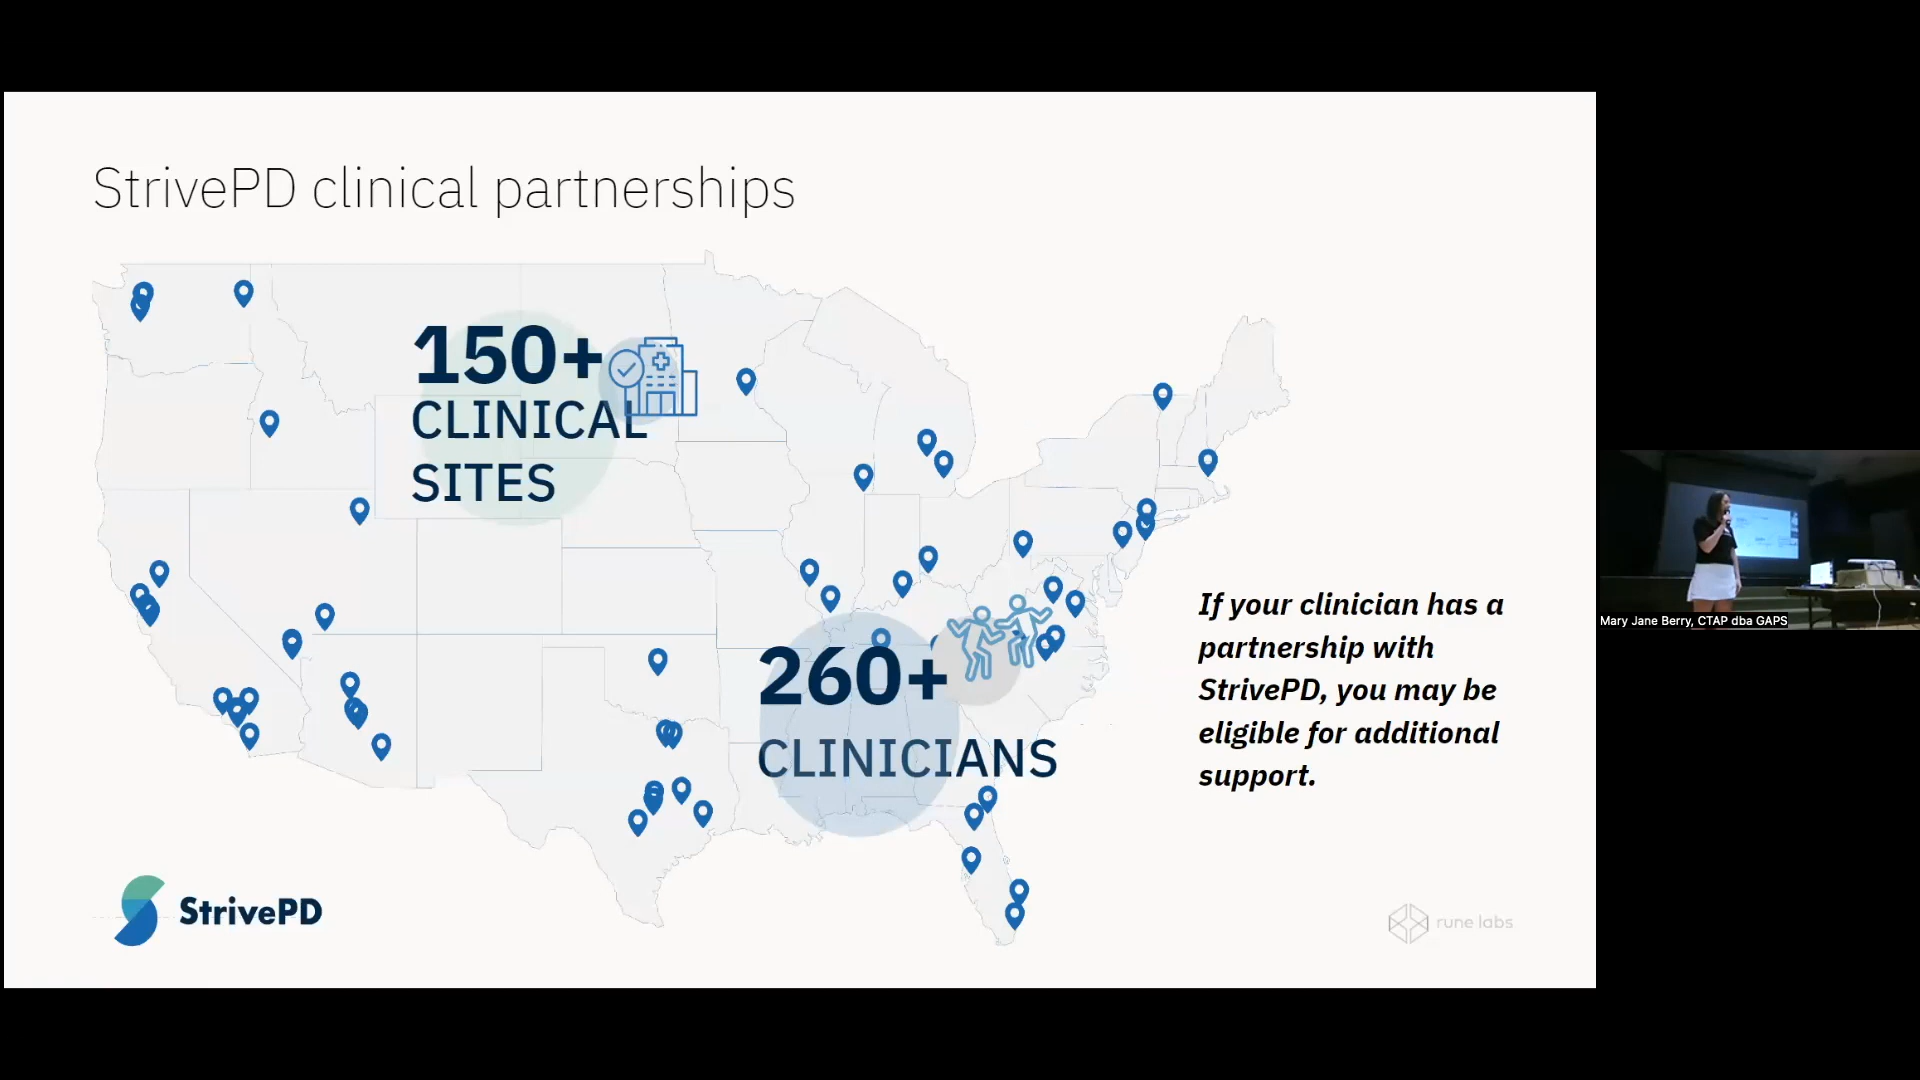 StrivePD clinical partnerships
150+
CLINICAL
SITES
260+
CLINICIANS
If your clinician has a
partnership with
StrivePD, you may be
eligible for additional
support.
StrivePD
rune labs
Mary Jane Berry, CTAP dba GAPS